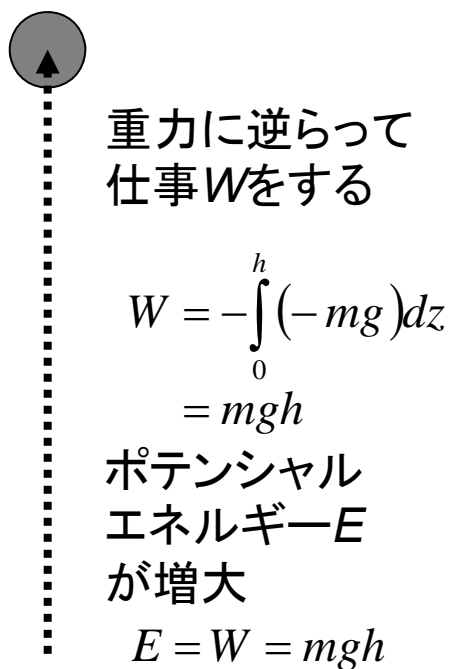 重力に逆らって
仕事Wをする
W = -∫₀ʰ(-mg)dz
= mgh
ポテンシャル
エネルギーE
が増大
E = W = mgh